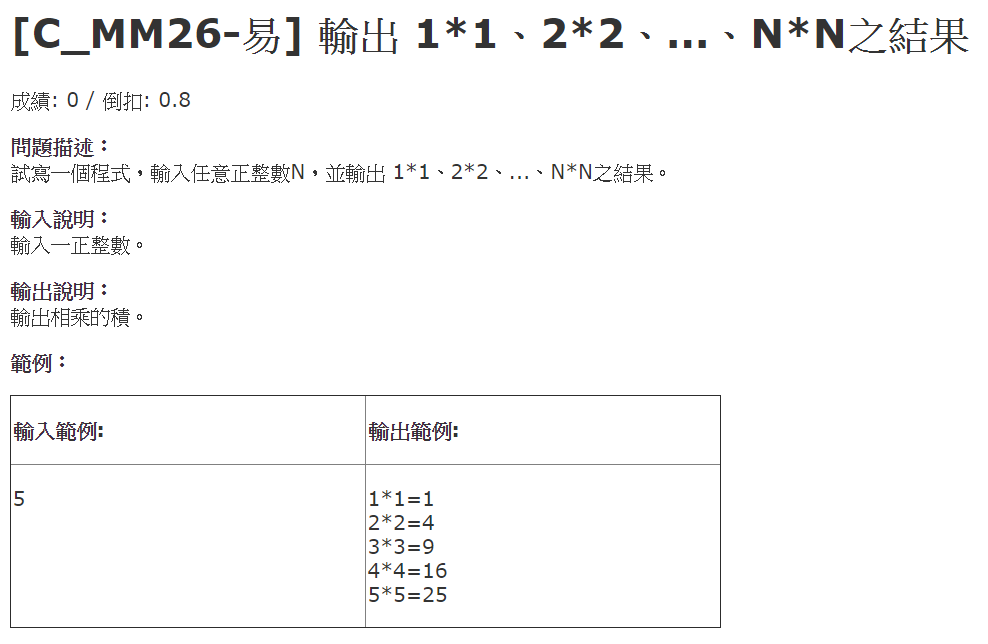 [C_MM26-易] 輸出 1*1、2*2、...、N*N之結果
成績: 0 / 倒扣: 0.8
問題描述：
試寫一個程式，輸入任意正整數N，並輸出 1*1、2*2、...、N*N之結果。
輸入說明：
輸入一正整數。
輸出說明：
輸出相乘的積。
範例：
輸入範例: 輸出範例:
5 1*1=1
2*2=4
3*3=9
4*4=16
5*5=25